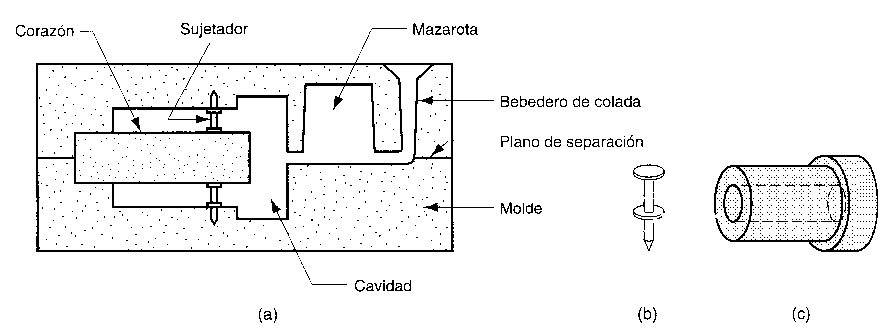 Corazón
Sujetador
Mazarota
Bebedero de colada
Plano de separación
Molde
Cavidad
(a)
(b)
(c)